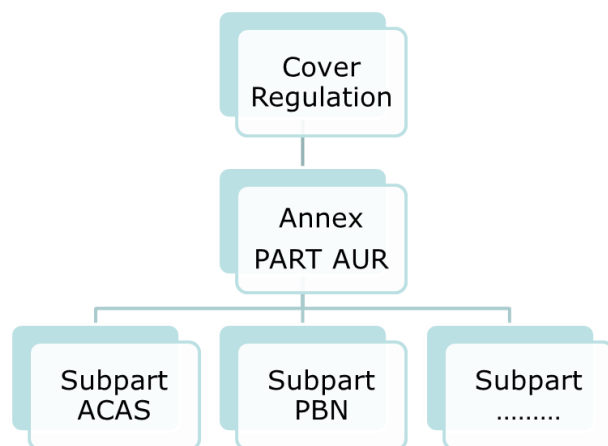 Cover
Regulation
Annex
PART AUR
Subpart
ACAS
Subpart
PBN
Subpart
.........